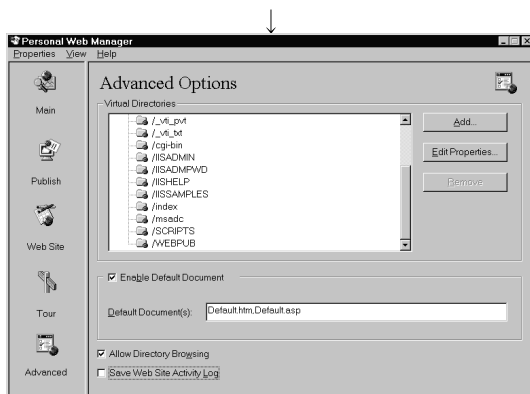 Personal Web Manager
Properties View Help
Main
Publish
Web Site
Tour
Advanced
Advanced Options
Virtual Directories
/_vti_pvt
/_vti_txt
/cgi-bin
/IISADMIN
/IISADMPWD
/IISHELP
/IISSAMPLES
/index
/msadc
/SCRIPTS
/WEBPUB
Add...
Edit Properties...
Remove
Enable Default Document
Default Document(s): Default.htm,Default.asp
Allow Directory Browsing
Save Web Site Activity Log